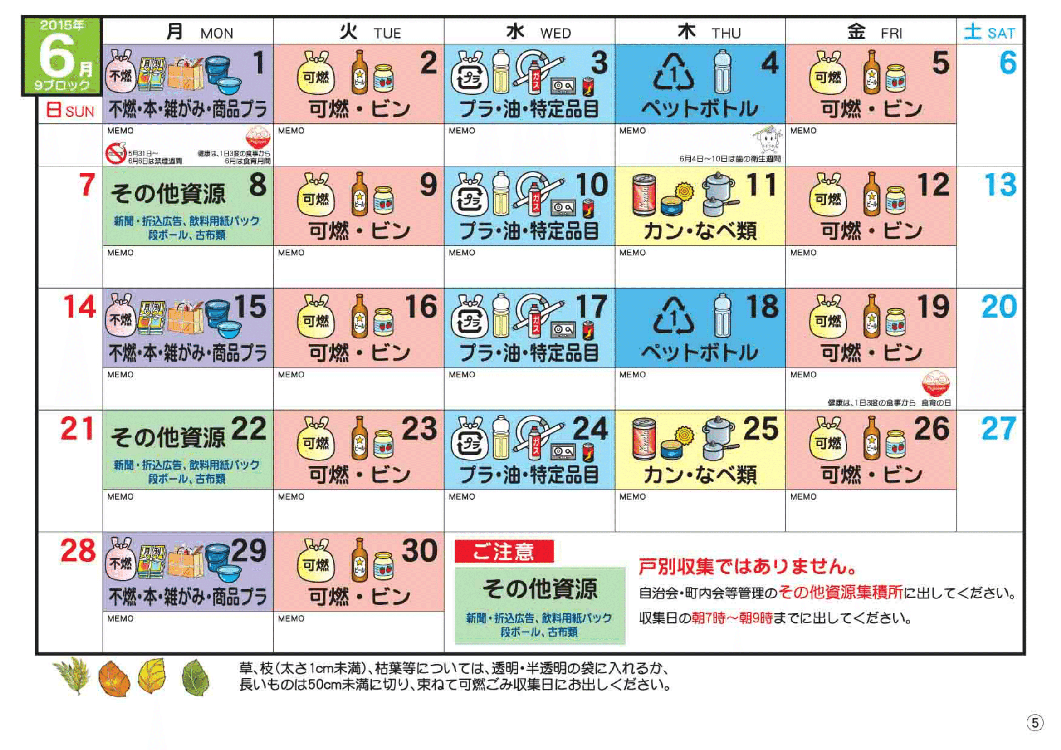 2015年
6月
9ブロック
日 SUN
月 MON
火 TUE
水 WED
木 THU
金 FRI
土 SAT
不燃 月刊 1
不燃・本・雑がみ・商品プラ
可燃 2
可燃・ビン
プラ ガス 3
プラ・油・特定品目
1 4
ペットボトル
可燃 5
可燃・ビン
6
MEMO
5月31日～
6月6日は禁煙週間
健康は、1日3食の食事から
6月は食育月間
MEMO
MEMO
MEMO
6月4日～10日は歯の衛生週間
MEMO
7
その他資源 8
新聞・折込広告、飲料用紙パック
段ボール、古布類
可燃 9
可燃・ビン
プラ ガス 10
プラ・油・特定品目
11
カン・なべ類
可燃 12
可燃・ビン
13
MEMO
MEMO
MEMO
MEMO
MEMO
14
不燃 月刊 15
不燃・本・雑がみ・商品プラ
可燃 16
可燃・ビン
プラ ガス 17
プラ・油・特定品目
1 18
ペットボトル
可燃 19
可燃・ビン
20
MEMO
MEMO
MEMO
MEMO
MEMO
健康は、1日3食の食事から 食育の日
21
その他資源 22
新聞・折込広告、飲料用紙パック
段ボール、古布類
可燃 23
可燃・ビン
プラ ガス 24
プラ・油・特定品目
25
カン・なべ類
可燃 26
可燃・ビン
27
MEMO
MEMO
MEMO
MEMO
MEMO
28
不燃 月刊 29
不燃・本・雑がみ・商品プラ
可燃 30
可燃・ビン
MEMO
MEMO
ご注意
その他資源
新聞・折込広告、飲料用紙パック
段ボール、古布類
戸別収集ではありません。
自治会・町内会等管理のその他資源集積所に出してください。
収集日の朝7時～朝9時までに出してください。
草、枝(太さ1cm未満)、枯葉等については、透明・半透明の袋に入れるか、
長いものは50cm未満に切り、束ねて可燃ごみ収集日にお出しください。
⑤